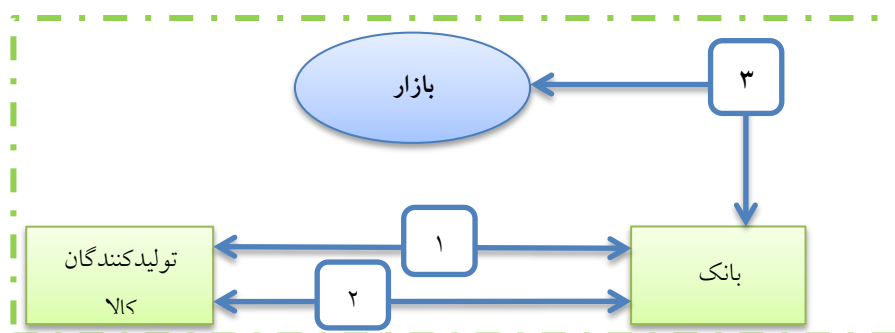 بازار
۳
۱
تولیدکنندگان
کالا
بانک
۲